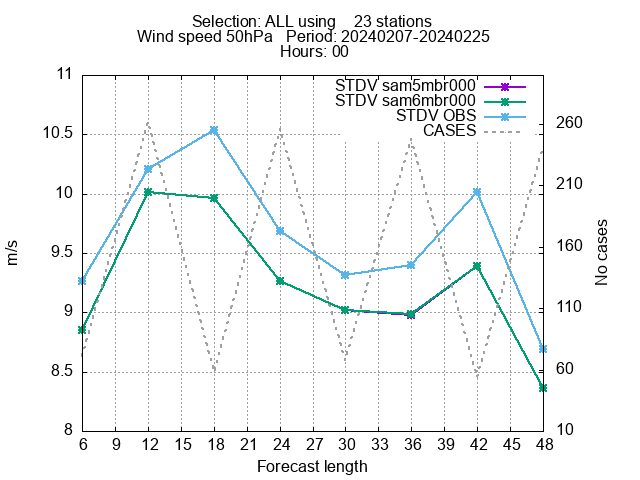 Selection: ALL using    23 stations
Wind speed 50hPa   Period: 20240207-20240225
Hours: 00
STDV sam5mbr000
STDV sam6mbr000
STDV OBS
CASES
11
10.5
10
9.5
9
8.5
8
260
210
160
110
60
10
m/s
No cases
6 9 12 15 18 21 24 27 30 33 36 39 42 45 48
Forecast length